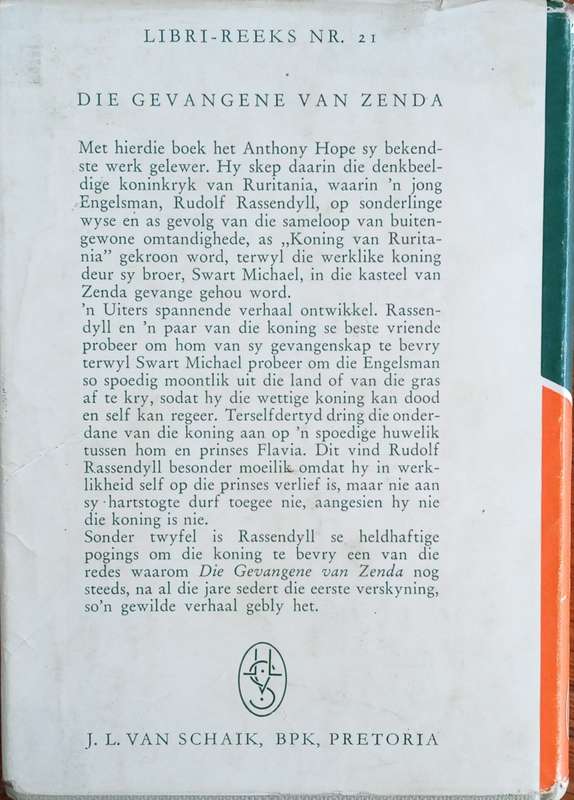 LIBRI-REEKS NR. 21
DIE GEVANGENE VAN ZENDA
Met hierdie boek het Anthony Hope sy bekend-
ste werk gelewer. Hy skep daarin die denkbeel-
dige koninkryk van Ruritania, waarin 'n jong
Engelsman, Rudolf Rassendyll, op sonderlinge
wyse en as gevolg van die sameloop van buiten-
gewone omtandighede, as „Koning van Rurita-
nia” gekroon word, terwyl die werklike koning
deur sy broer, Swart Michael, in die kasteel van
Zenda gevange gehou word.
'n Uiters spannende verhaal ontwikkel. Rassen-
dyll en 'n paar van die koning se beste vriende
probeer om hom van sy gevangenskap te bevry
terwyl Swart Michael probeer om die Engelsman
so spoedig moontlik uit die land of van die gras
af te kry, sodat hy die wettige koning kan dood
en self kan regeer. Terselfdertyd dring die onder-
dane van die koning aan op 'n spoedige huwelik
tussen hom en prinses Flavia. Dit vind Rudolf
Rassendyll besonder moeilik omdat hy in werk-
likheid self op die prinses verlief is, maar nie aan
sy hartstogte durf toegee nie, aangesien hy nie
die koning is nie.
Sonder twyfel is Rassendyll se heldhaftige
pogings om die koning te bevry een van die
redes waarom Die Gevangene van Zenda nog
steeds, na al die jare sedert die eerste verskyning,
so'n gewilde verhaal gebly het.
J. L. VAN SCHAIK, BPK, PRETORIA